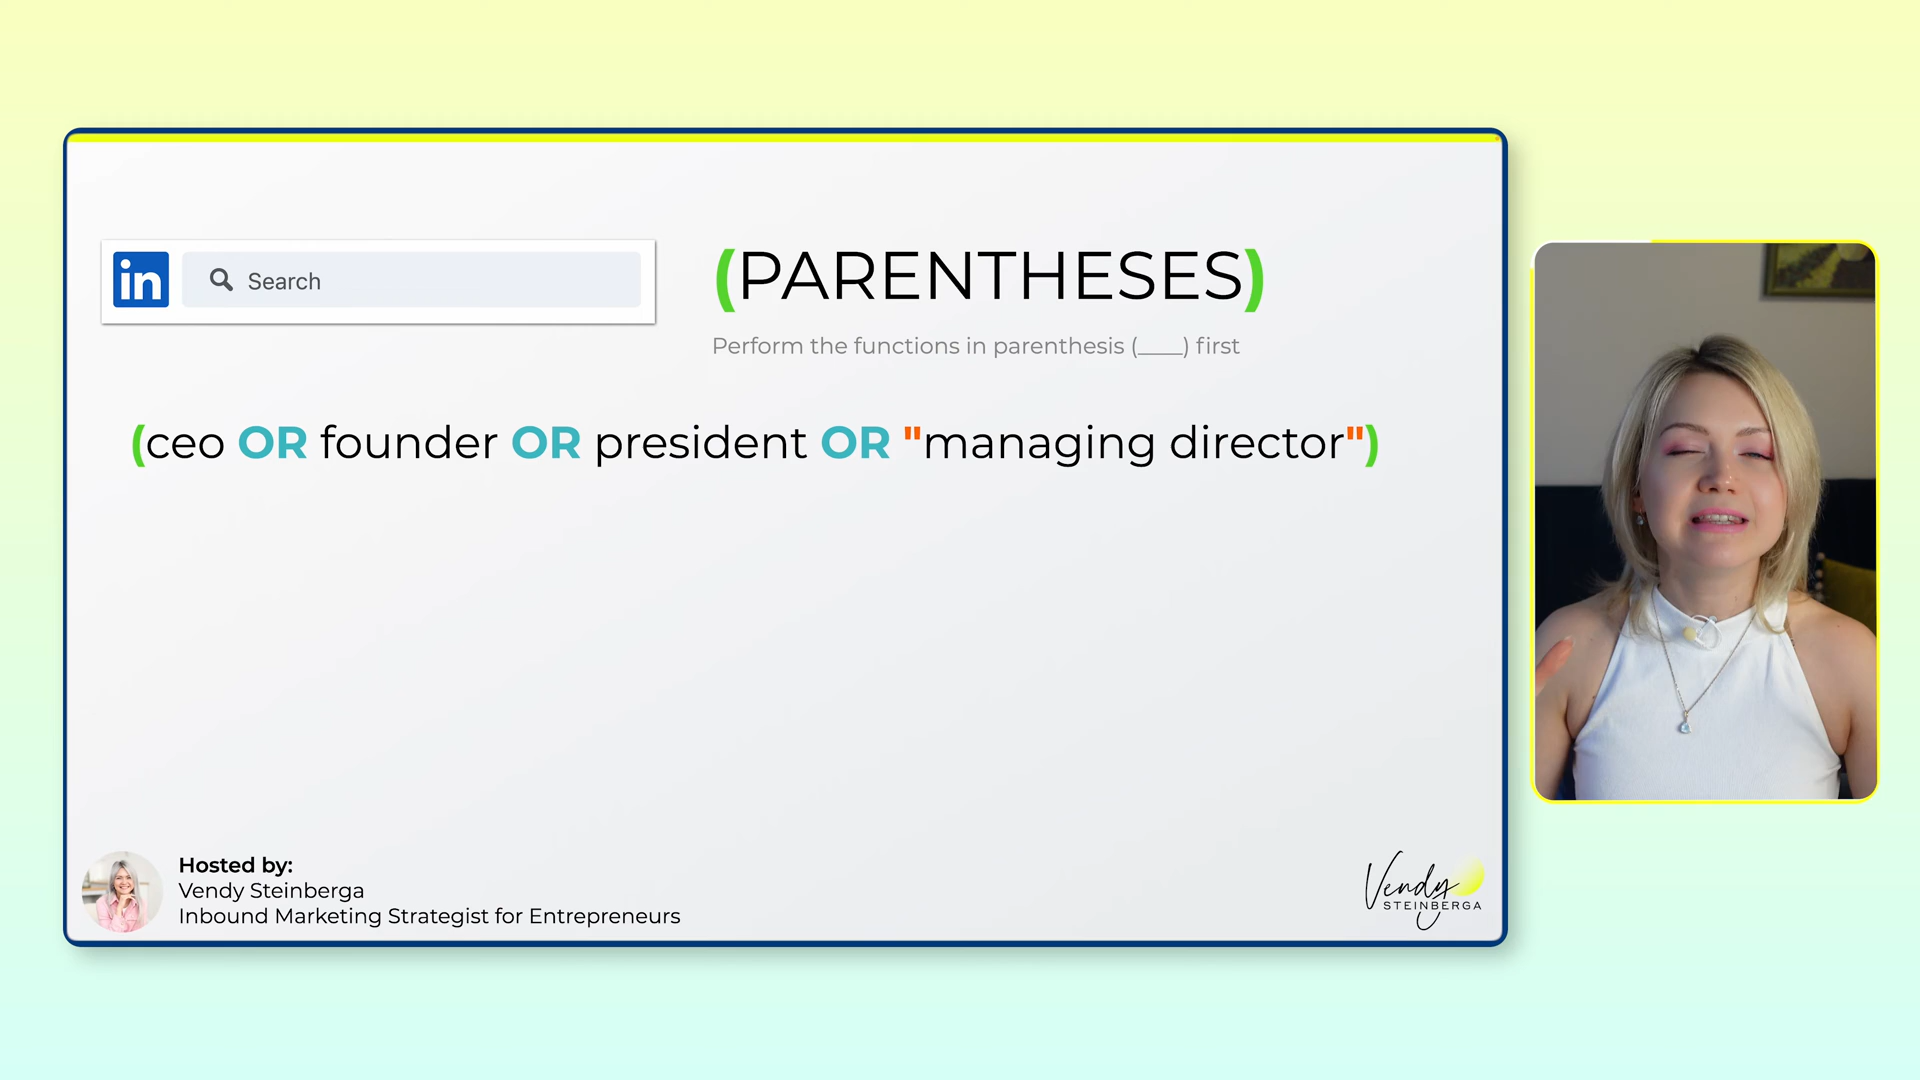 in
Search
(PARENTHESES)
Perform the functions in parenthesis (____) first
(ceo OR founder OR president OR "managing director")
Hosted by:
Vendy Steinberga
Inbound Marketing Strategist for Entrepreneurs
Vendy
STEINBERGA